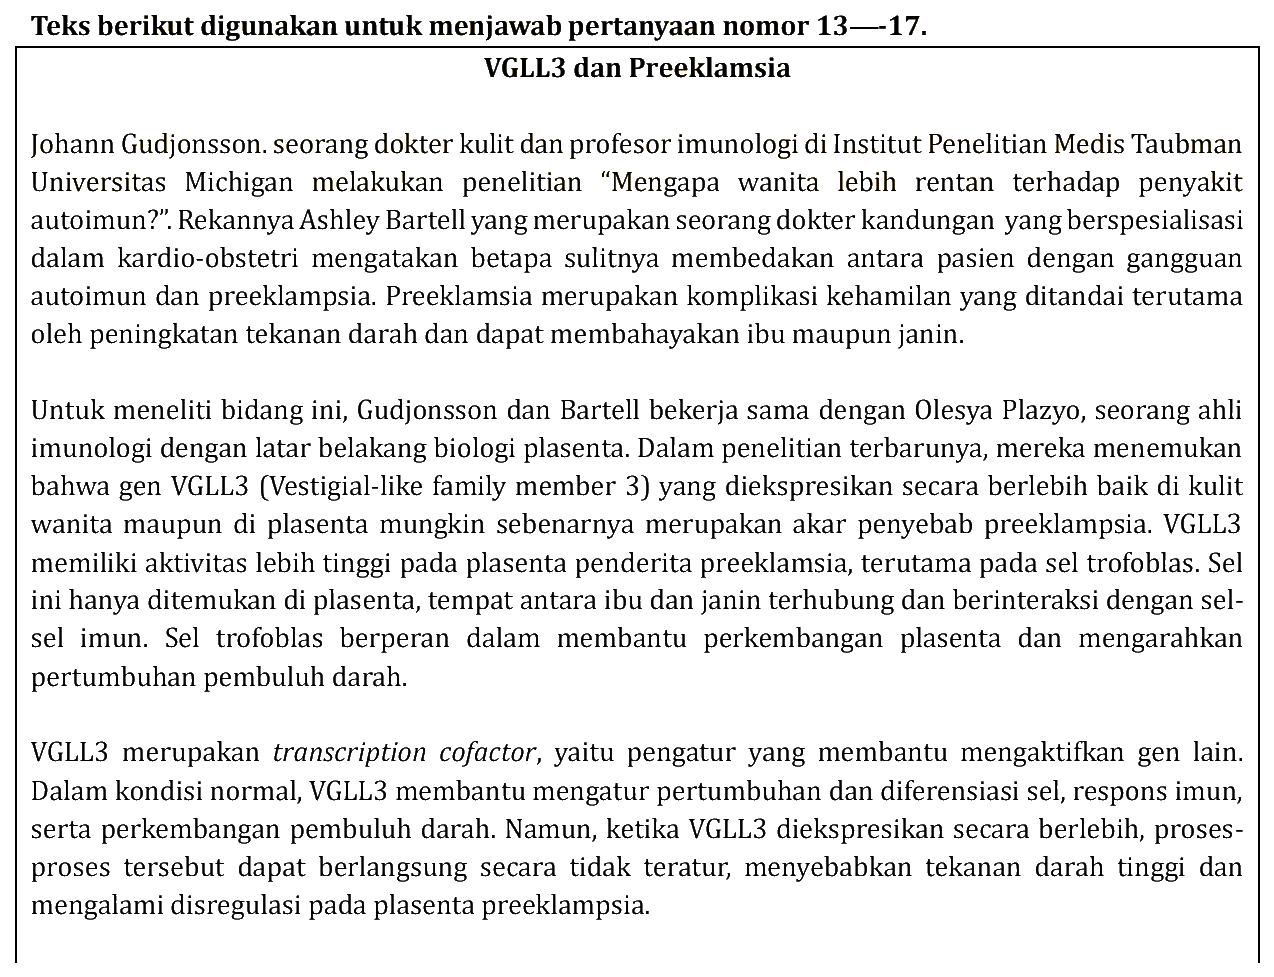 Teks berikut digunakan untuk menjawab pertanyaan nomor 13—-17.
VGLL3 dan Preeklamsia
Johann Gudjonsson. seorang dokter kulit dan profesor imunologi di Institut Penelitian Medis Taubman
Universitas Michigan melakukan penelitian “Mengapa wanita lebih rentan terhadap penyakit
autoimun?”. Rekannya Ashley Bartell yang merupakan seorang dokter kandungan yang berspesialisasi
dalam kardio-obstetri mengatakan betapa sulitnya membedakan antara pasien dengan gangguan
autoimun dan preeklampsia. Preeklamsia merupakan komplikasi kehamilan yang ditandai terutama
oleh peningkatan tekanan darah dan dapat membahayakan ibu maupun janin.
Untuk meneliti bidang ini, Gudjonsson dan Bartell bekerja sama dengan Olesya Plazyo, seorang ahli
imunologi dengan latar belakang biologi plasenta. Dalam penelitian terbarunya, mereka menemukan
bahwa gen VGLL3 (Vestigial-like family member 3) yang diekspresikan secara berlebih baik di kulit
wanita maupun di plasenta mungkin sebenarnya merupakan akar penyebab preeklampsia. VGLL3
memiliki aktivitas lebih tinggi pada plasenta penderita preeklamsia, terutama pada sel trofoblas. Sel
ini hanya ditemukan di plasenta, tempat antara ibu dan janin terhubung dan berinteraksi dengan sel-
sel imun. Sel trofoblas berperan dalam membantu perkembangan plasenta dan mengarahkan
pertumbuhan pembuluh darah.
VGLL3 merupakan transcription cofactor, yaitu pengatur yang membantu mengaktifkan gen lain.
Dalam kondisi normal, VGLL3 membantu mengatur pertumbuhan dan diferensiasi sel, respons imun,
serta perkembangan pembuluh darah. Namun, ketika VGLL3 diekspresikan secara berlebih, proses-
proses tersebut dapat berlangsung secara tidak teratur, menyebabkan tekanan darah tinggi dan
mengalami disregulasi pada plasenta preeklampsia.